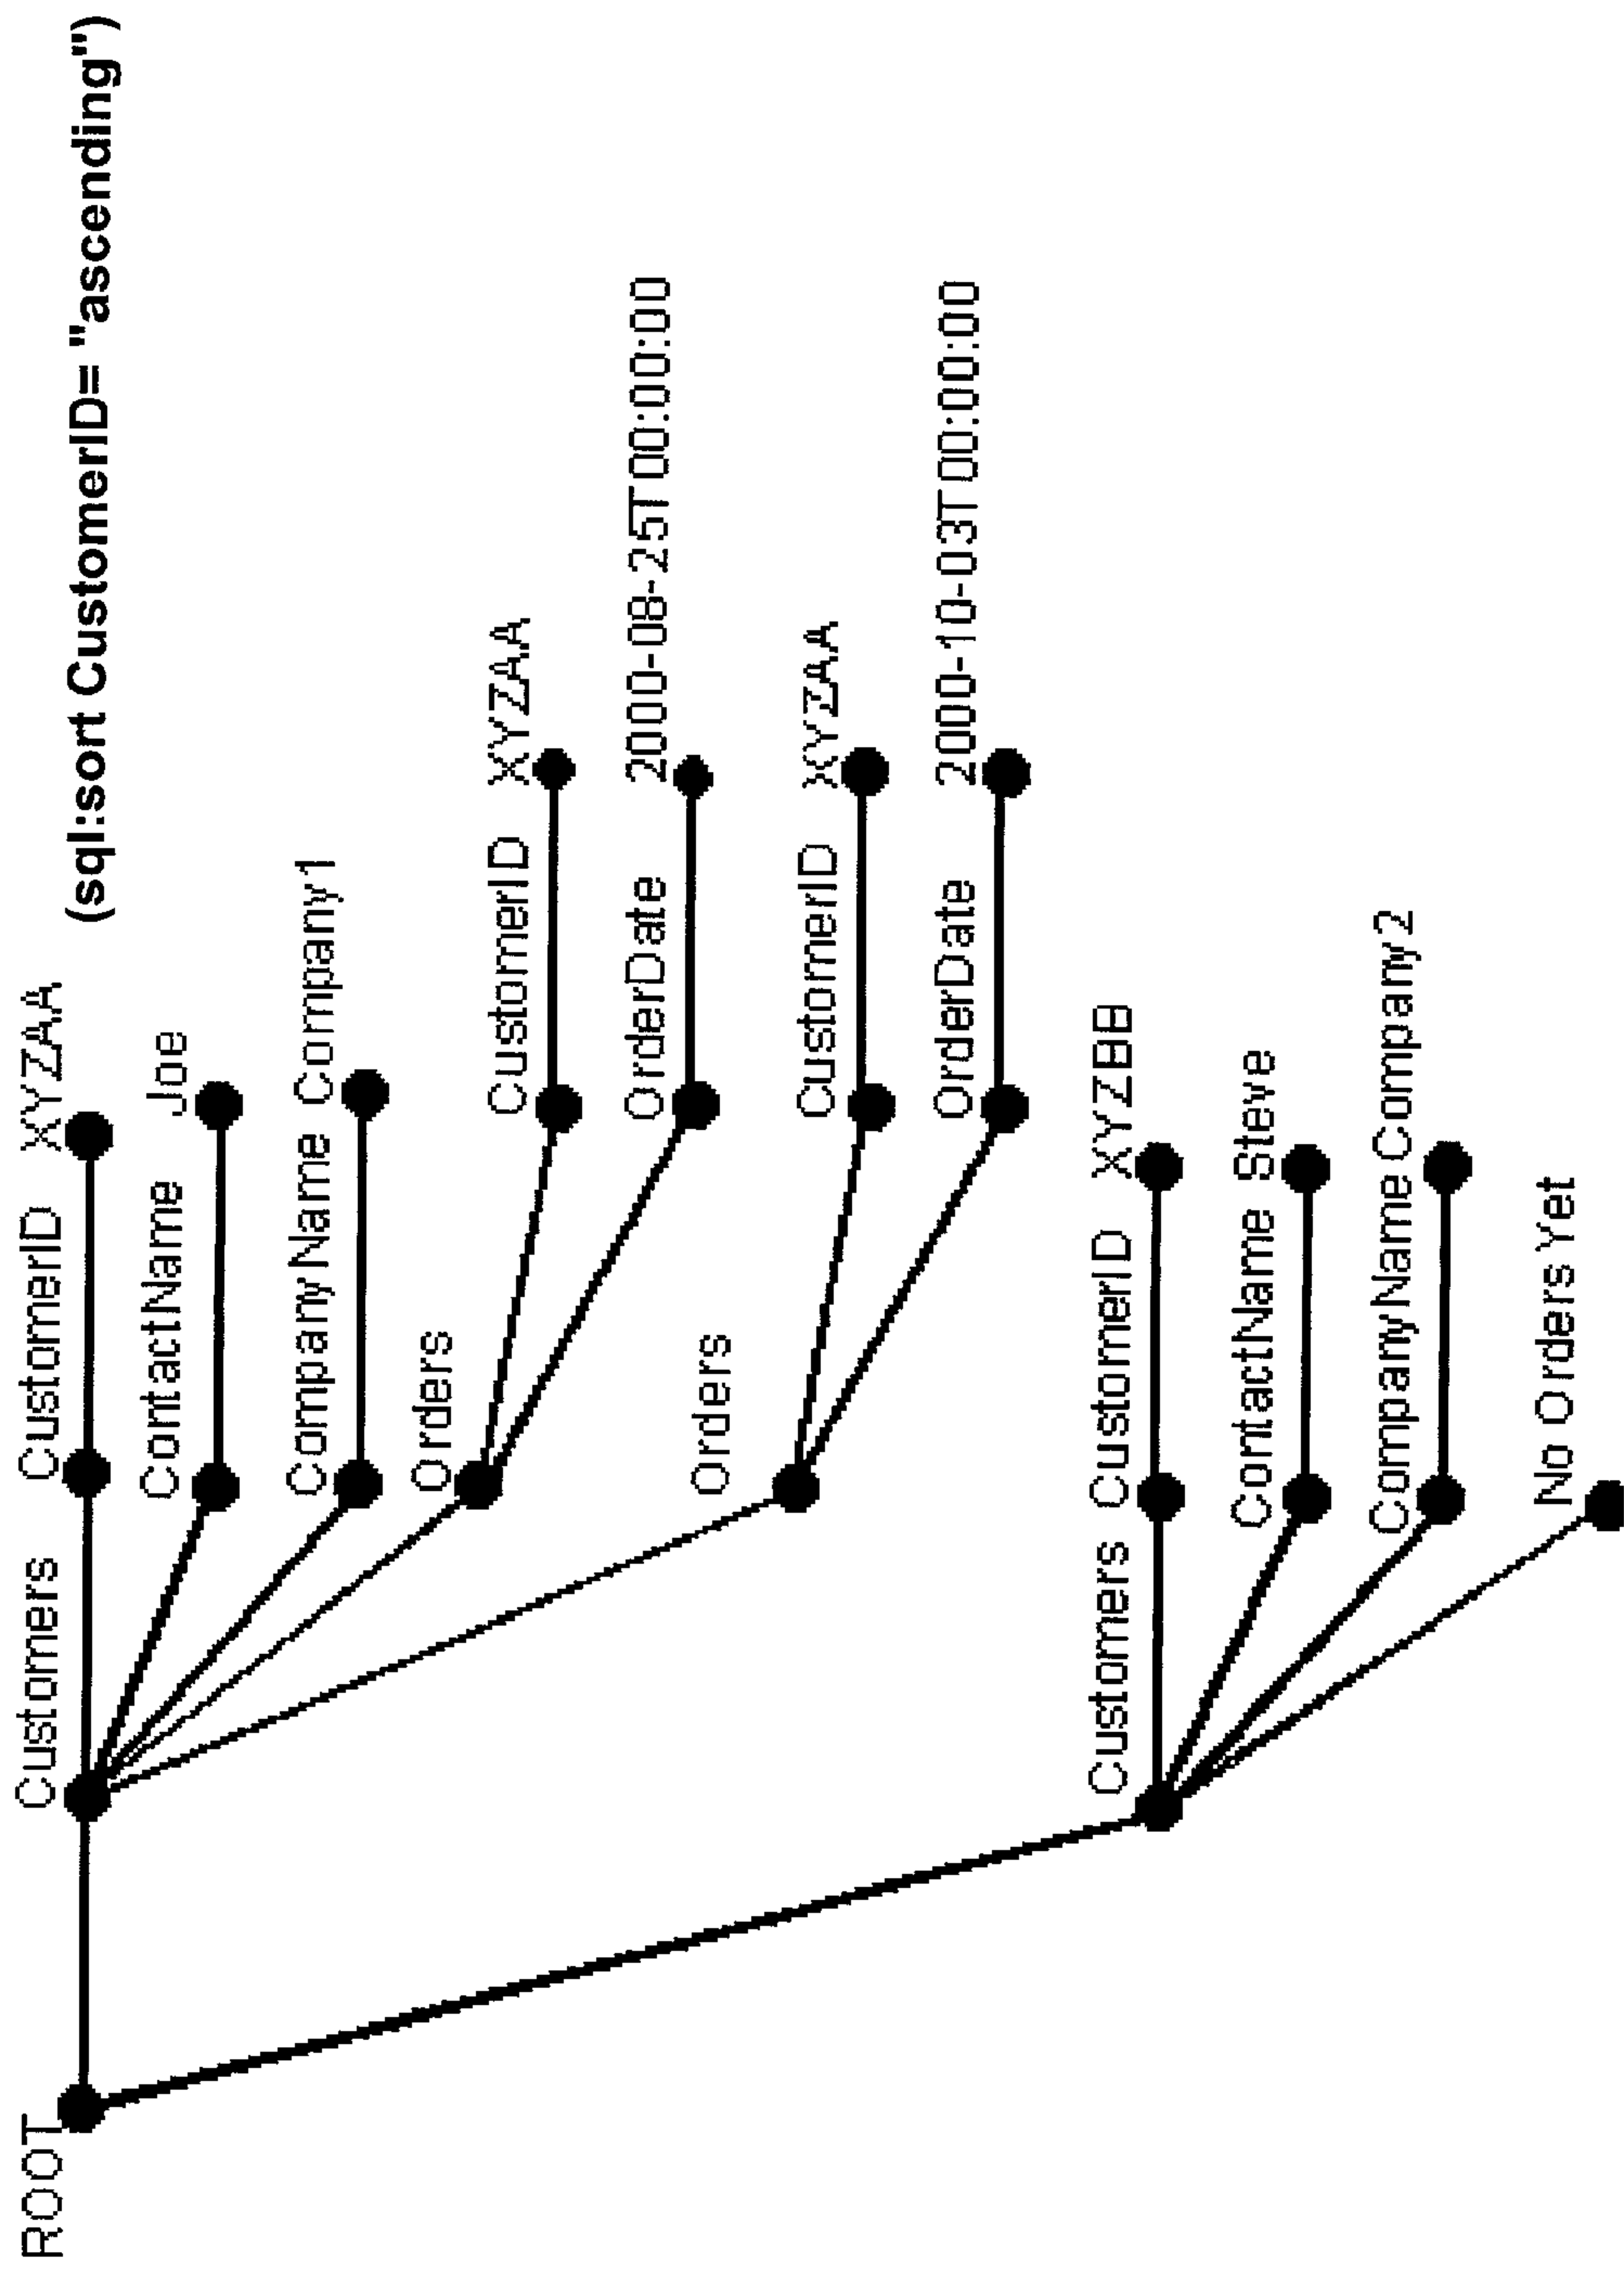 (sql:sort CustomerID= "ascending")
ROOT
Customers
CustomerID XYZAA
ContactName Joe
CompanyName Company1
Orders
CustomerID XYZAA
OrderDate 2000-08-25T00:00:00
Orders
CustomerID XYZAA
OrderDate 2000-10-03T00:00:00
Customers
CustomerID XYZBB
ContactName Steve
CompanyName Company2
No Orders Yet